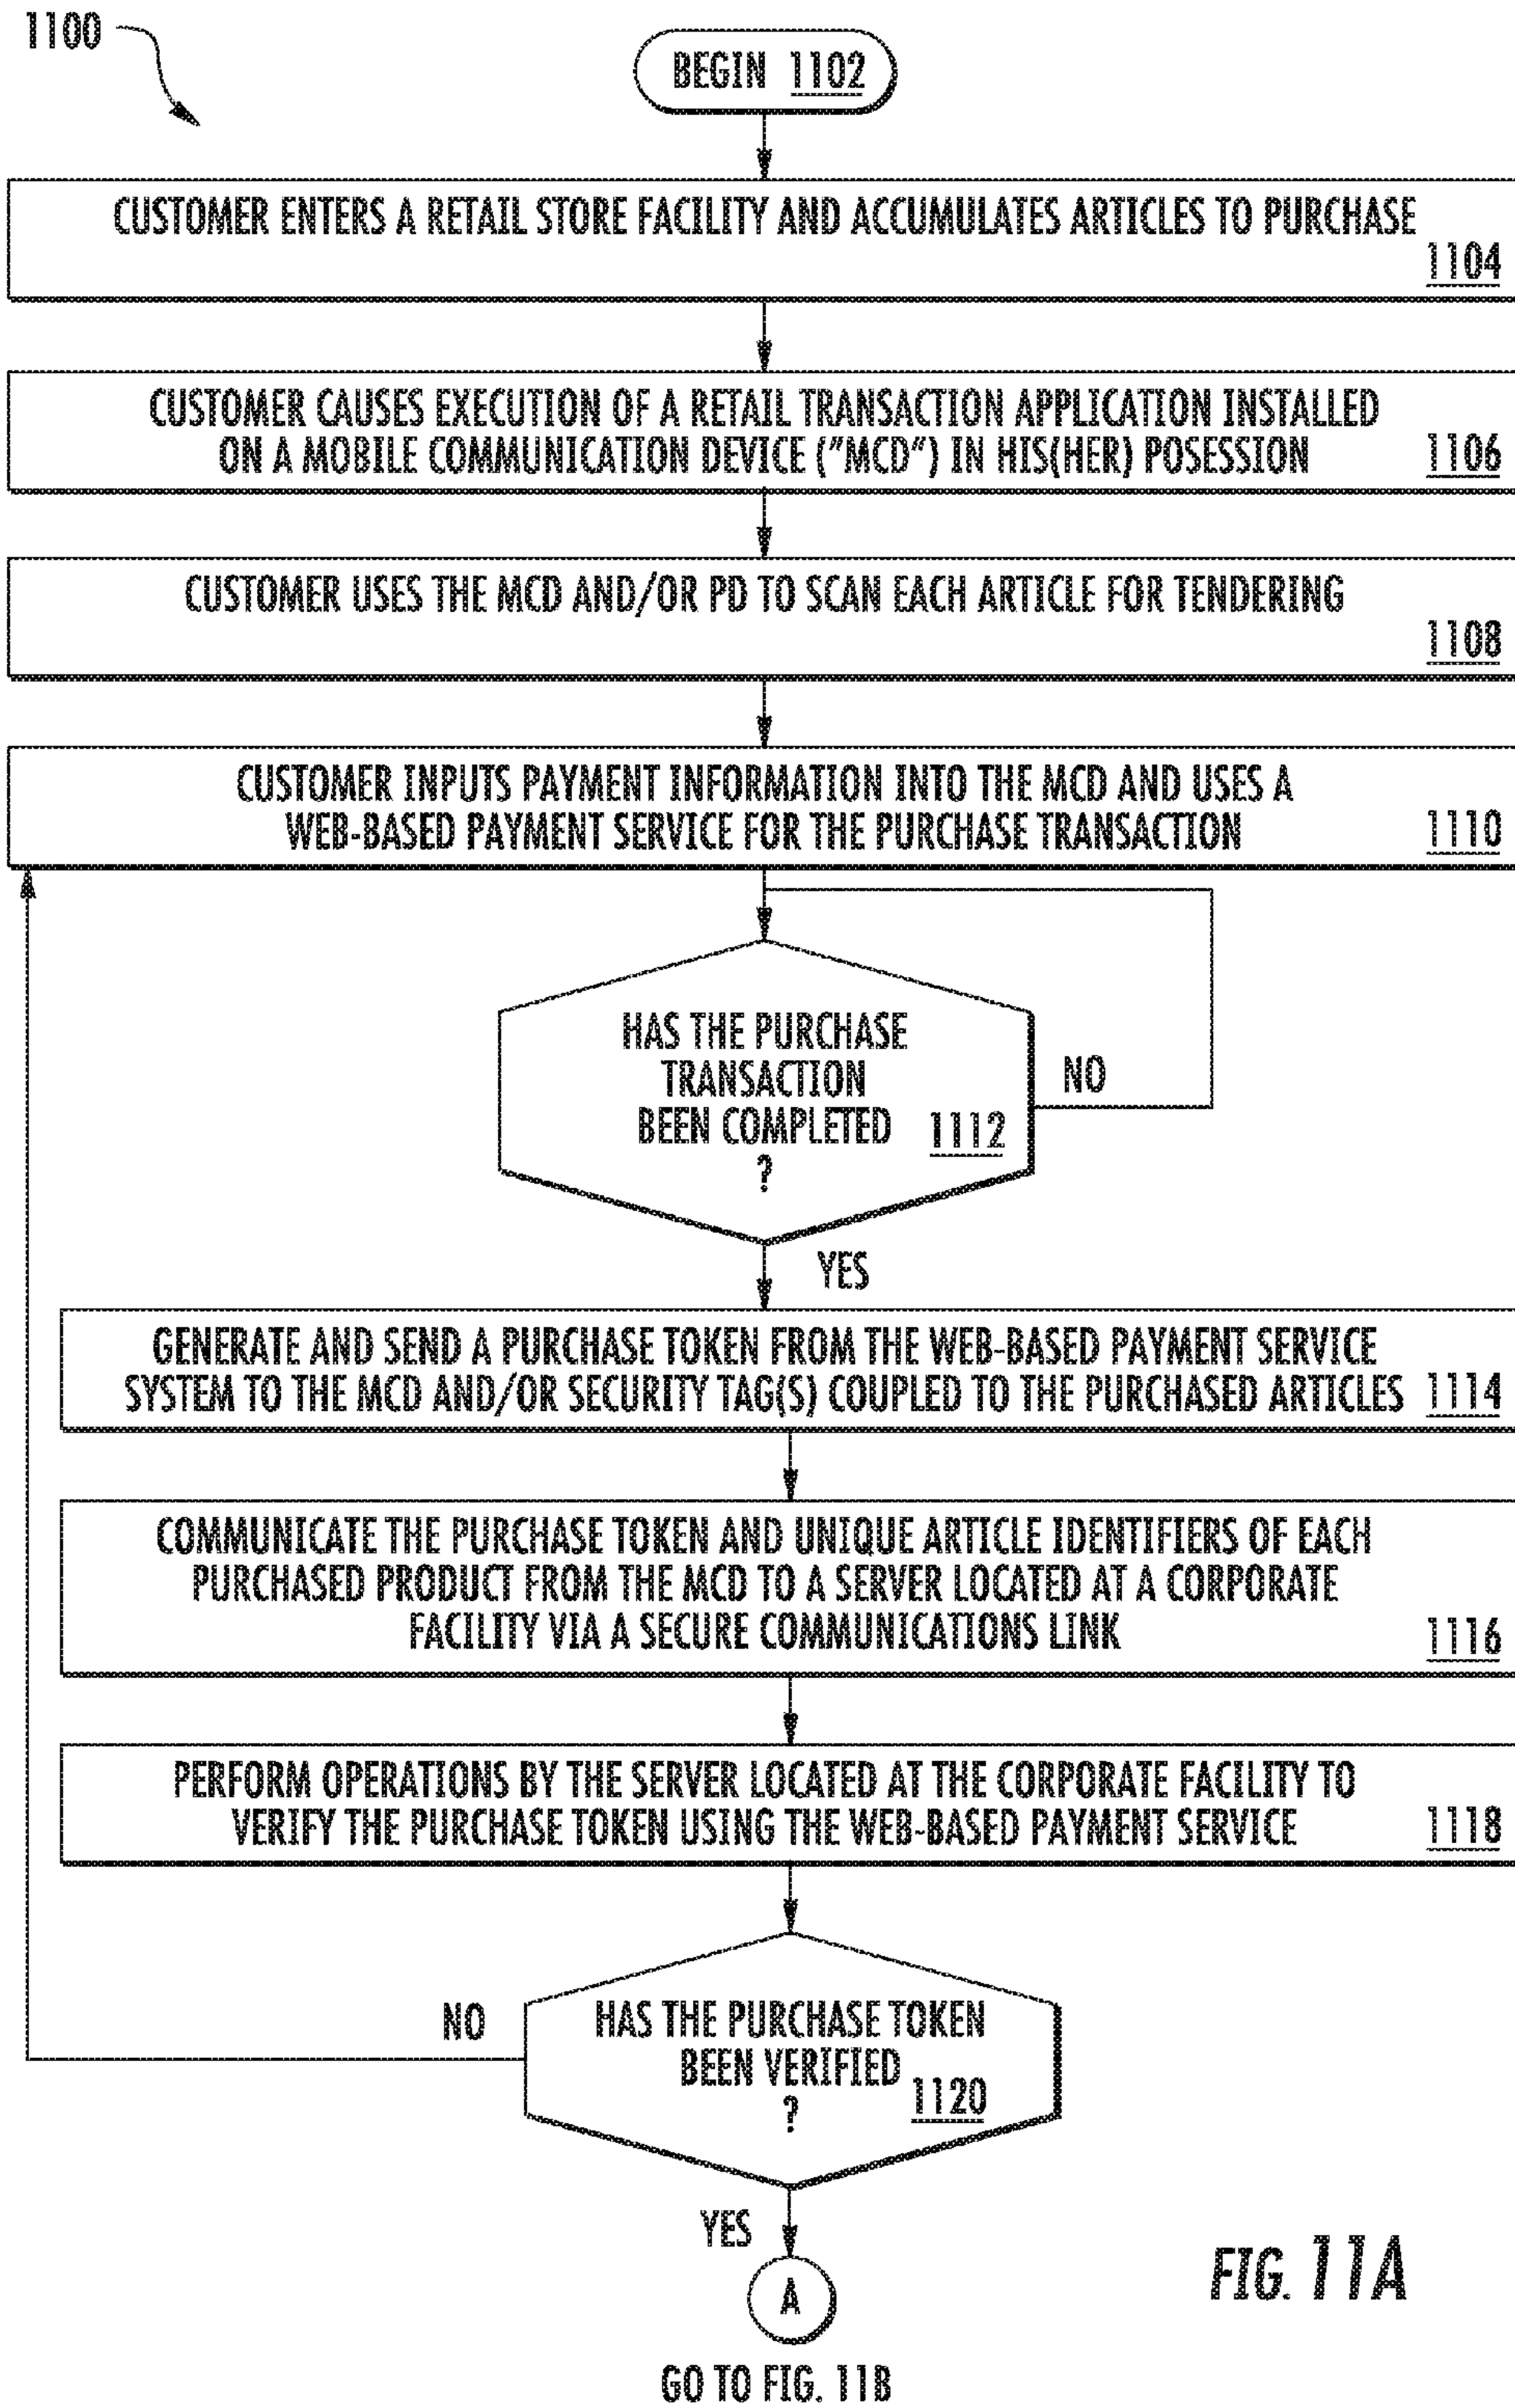 1100
BEGIN 1102
CUSTOMER ENTERS A RETAIL STORE FACILITY AND ACCUMULATES ARTICLES TO PURCHASE
1104
CUSTOMER CAUSES EXECUTION OF A RETAIL TRANSACTION APPLICATION INSTALLED
ON A MOBILE COMMUNICATION DEVICE ("MCD") IN HIS(HER) POSESSION 1106
CUSTOMER USES THE MCD AND/OR PD TO SCAN EACH ARTICLE FOR TENDERING
1108
CUSTOMER INPUTS PAYMENT INFORMATION INTO THE MCD AND USES A
WEB-BASED PAYMENT SERVICE FOR THE PURCHASE TRANSACTION 1110
HAS THE PURCHASE
TRANSACTION
BEEN COMPLETED 1112
?
NO
YES
GENERATE AND SEND A PURCHASE TOKEN FROM THE WEB-BASED PAYMENT SERVICE
SYSTEM TO THE MCD AND/OR SECURITY TAG(S) COUPLED TO THE PURCHASED ARTICLES 1114
COMMUNICATE THE PURCHASE TOKEN AND UNIQUE ARTICLE IDENTIFIERS OF EACH
PURCHASED PRODUCT FROM THE MCD TO A SERVER LOCATED AT A CORPORATE
FACILITY VIA A SECURE COMMUNICATIONS LINK 1116
PERFORM OPERATIONS BY THE SERVER LOCATED AT THE CORPORATE FACILITY TO
VERIFY THE PURCHASE TOKEN USING THE WEB-BASED PAYMENT SERVICE 1118
NO
HAS THE PURCHASE TOKEN
BEEN VERIFIED 1120
?
YES
A
GO TO FIG. 11B
FIG. 11A